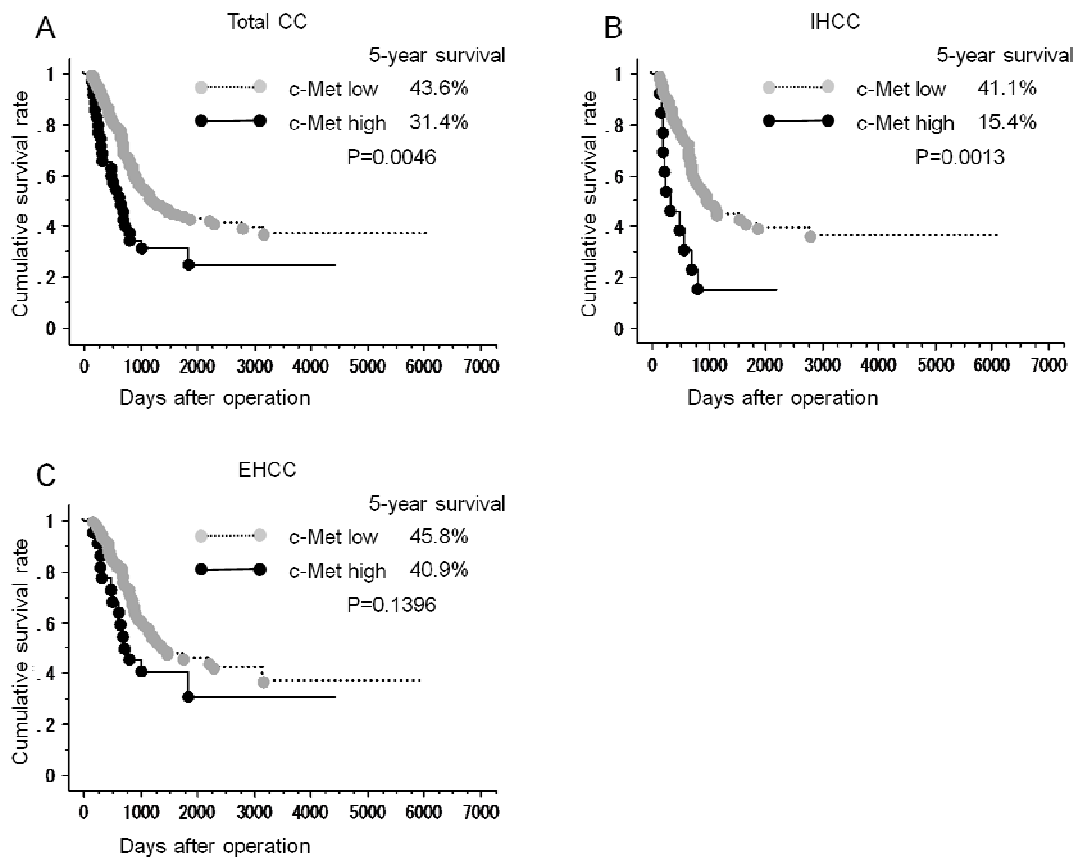 A
Total CC
5-year survival
c-Met low 43.6%
c-Met high 31.4%
P=0.0046
Cumulative survival rate
1
.8
.6
.4
.2
0
0 1000 2000 3000 4000 5000 6000 7000
Days after operation
B
IHCC
5-year survival
c-Met low 41.1%
c-Met high 15.4%
P=0.0013
Cumulative survival rate
1
.8
.6
.4
.2
0
0 1000 2000 3000 4000 5000 6000 7000
Days after operation
C
EHCC
5-year survival
c-Met low 45.8%
c-Met high 40.9%
P=0.1396
Cumulative survival rate
1
.8
.6
.4
.2
0
0 1000 2000 3000 4000 5000 6000 7000
Days after operation